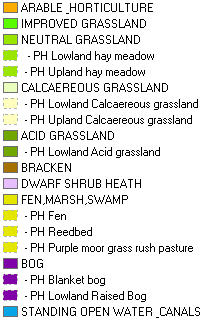 ARABLE _HORTICULTURE
IMPROVED GRASSLAND
NEUTRAL GRASSLAND
- PH Lowland hay meadow
- PH Upland hay meadow
CALCAEREOUS GRASSLAND
- PH Lowland Calcaereous grassland
- PH Upland Calcaereous grassland
ACID GRASSLAND
- PH Lowland Acid grassland
BRACKEN
DWARF SHRUB HEATH
FEN,MARSH,SWAMP
- PH Fen
- PH Reedbed
- PH Purple moor grass rush pasture
BOG
- PH Blanket bog
- PH Lowland Raised Bog
STANDING OPEN WATER _CANALS